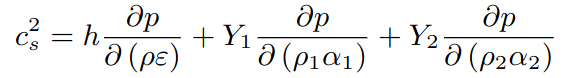 $c_s^2 = h\frac{\partial p}{\partial (\rho\varepsilon)} + Y_1\frac{\partial p}{\partial (\rho_1\alpha_1)} + Y_2\frac{\partial p}{\partial (\rho_2\alpha_2)}$